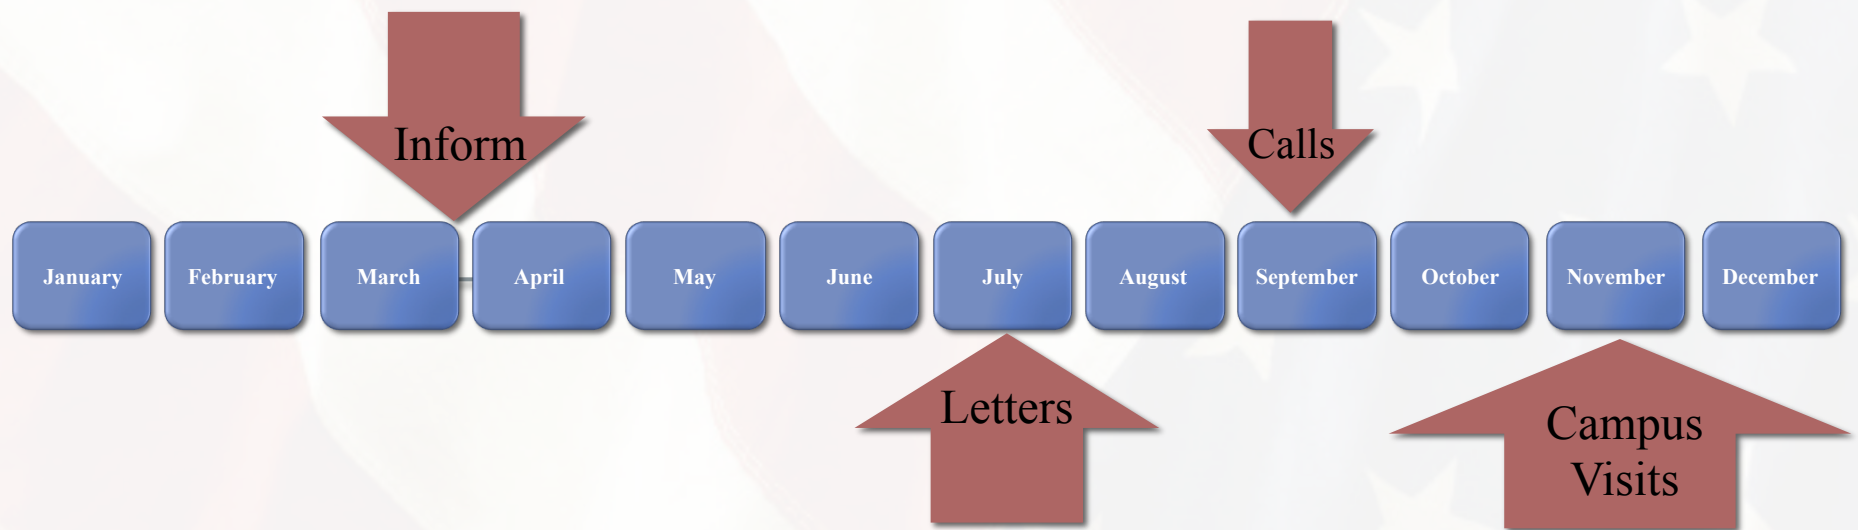 Inform
Calls
January
February
March
April
May
June
July
August
September
October
November
December
Letters
Campus
Visits